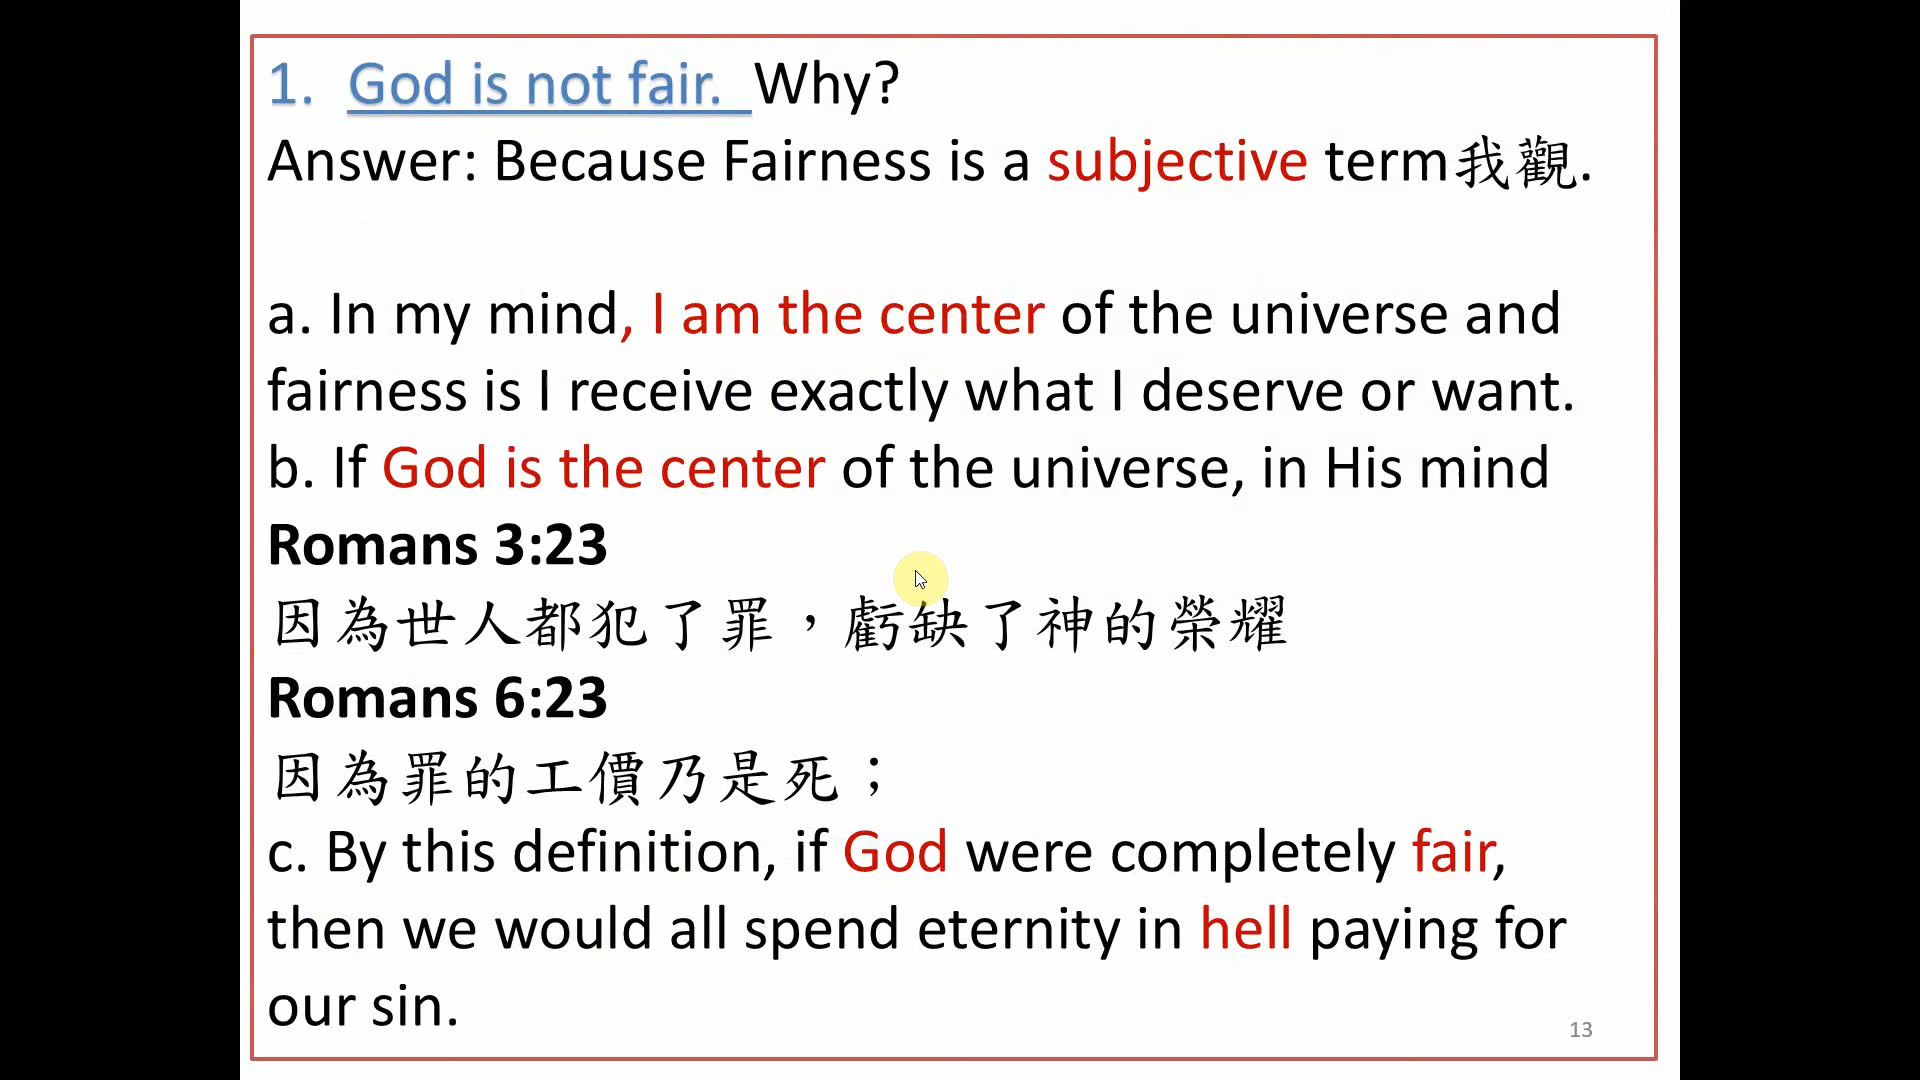 1. God is not fair. Why?
Answer: Because Fairness is a subjective term我觀.
a. In my mind, I am the center of the universe and
fairness is I receive exactly what I deserve or want.
b. If God is the center of the universe, in His mind
Romans 3:23
因為世人都犯了罪，虧缺了神的榮耀
Romans 6:23
因為罪的工價乃是死；
c. By this definition, if God were completely fair,
then we would all spend eternity in hell paying for
our sin.
13